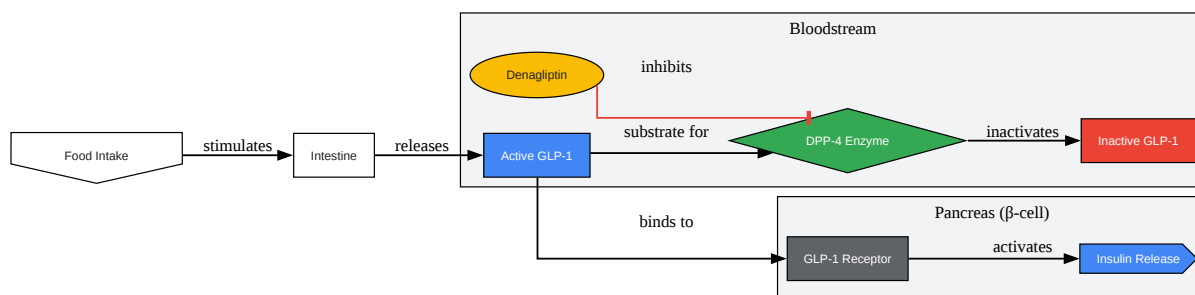 Bloodstream
Denagliptin
inhibits
Food Intake
stimulates
Intestine
releases
Active GLP-1
substrate for
DPP-4 Enzyme
inactivates
Inactive GLP-1
binds to
Pancreas (β-cell)
GLP-1 Receptor
activates
Insulin Release